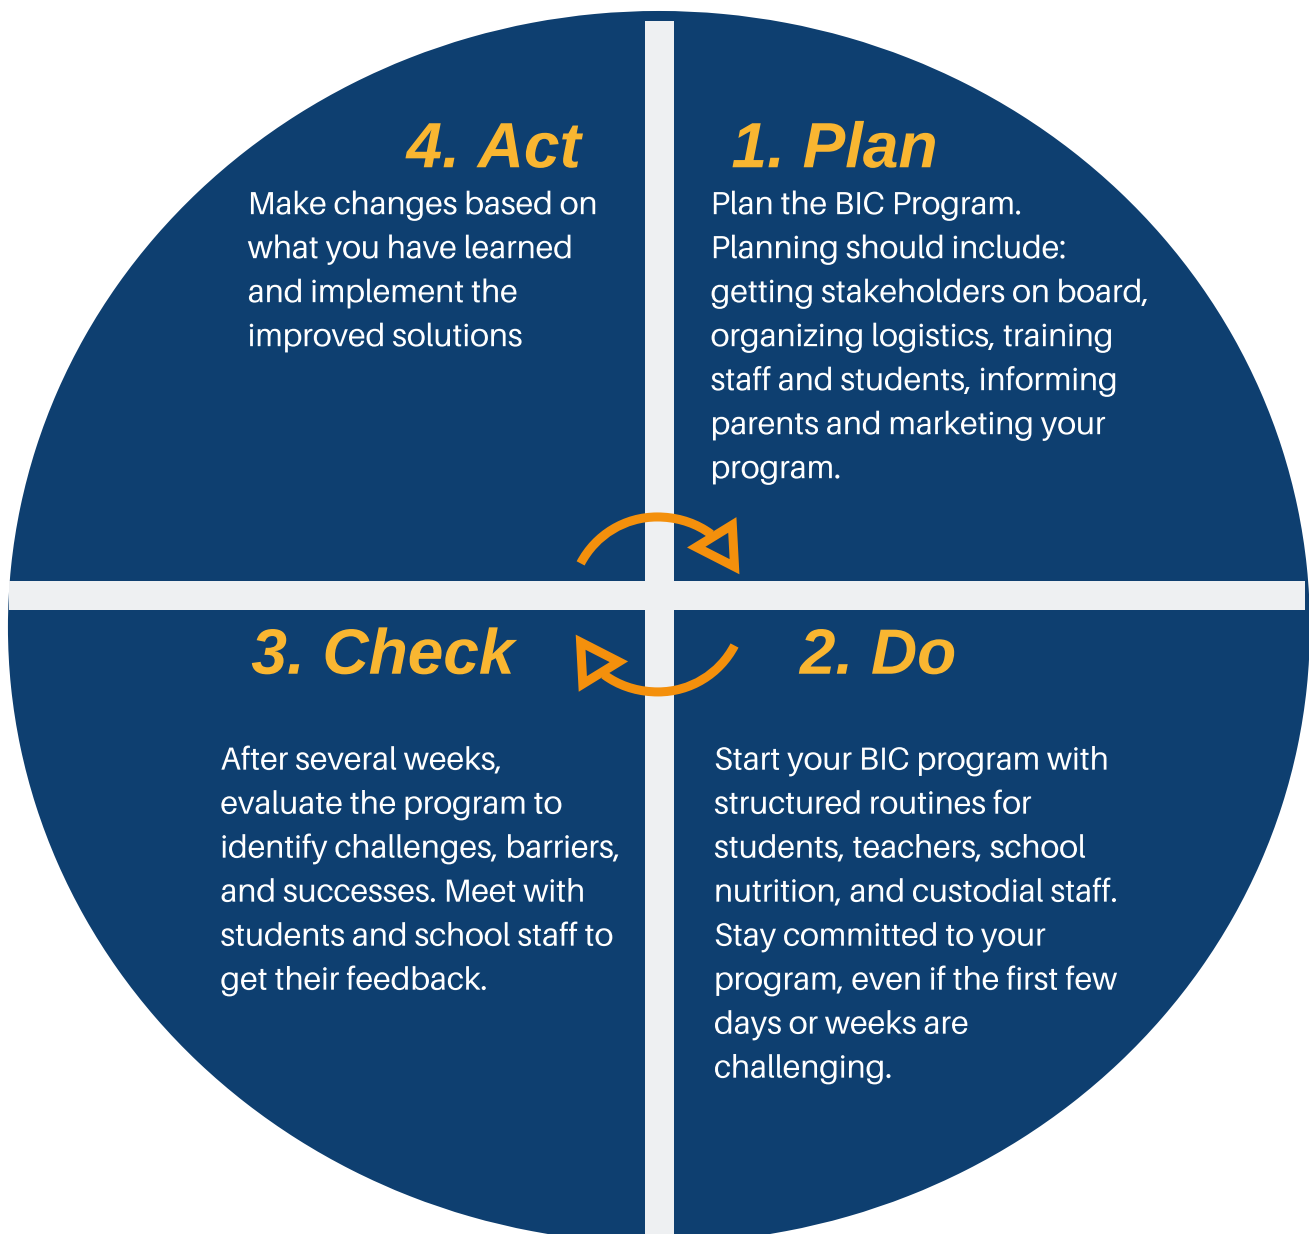 4. Act
Make changes based on
what you have learned
and implement the
improved solutions
1. Plan
Plan the BIC Program.
Planning should include:
getting stakeholders on board,
organizing logistics, training
staff and students, informing
parents and marketing your
program.
3. Check
After several weeks,
evaluate the program to
identify challenges, barriers,
and successes. Meet with
students and school staff to
get their feedback.
2. Do
Start your BIC program with
structured routines for
students, teachers, school
nutrition, and custodial staff.
Stay committed to your
program, even if the first few
days or weeks are
challenging.